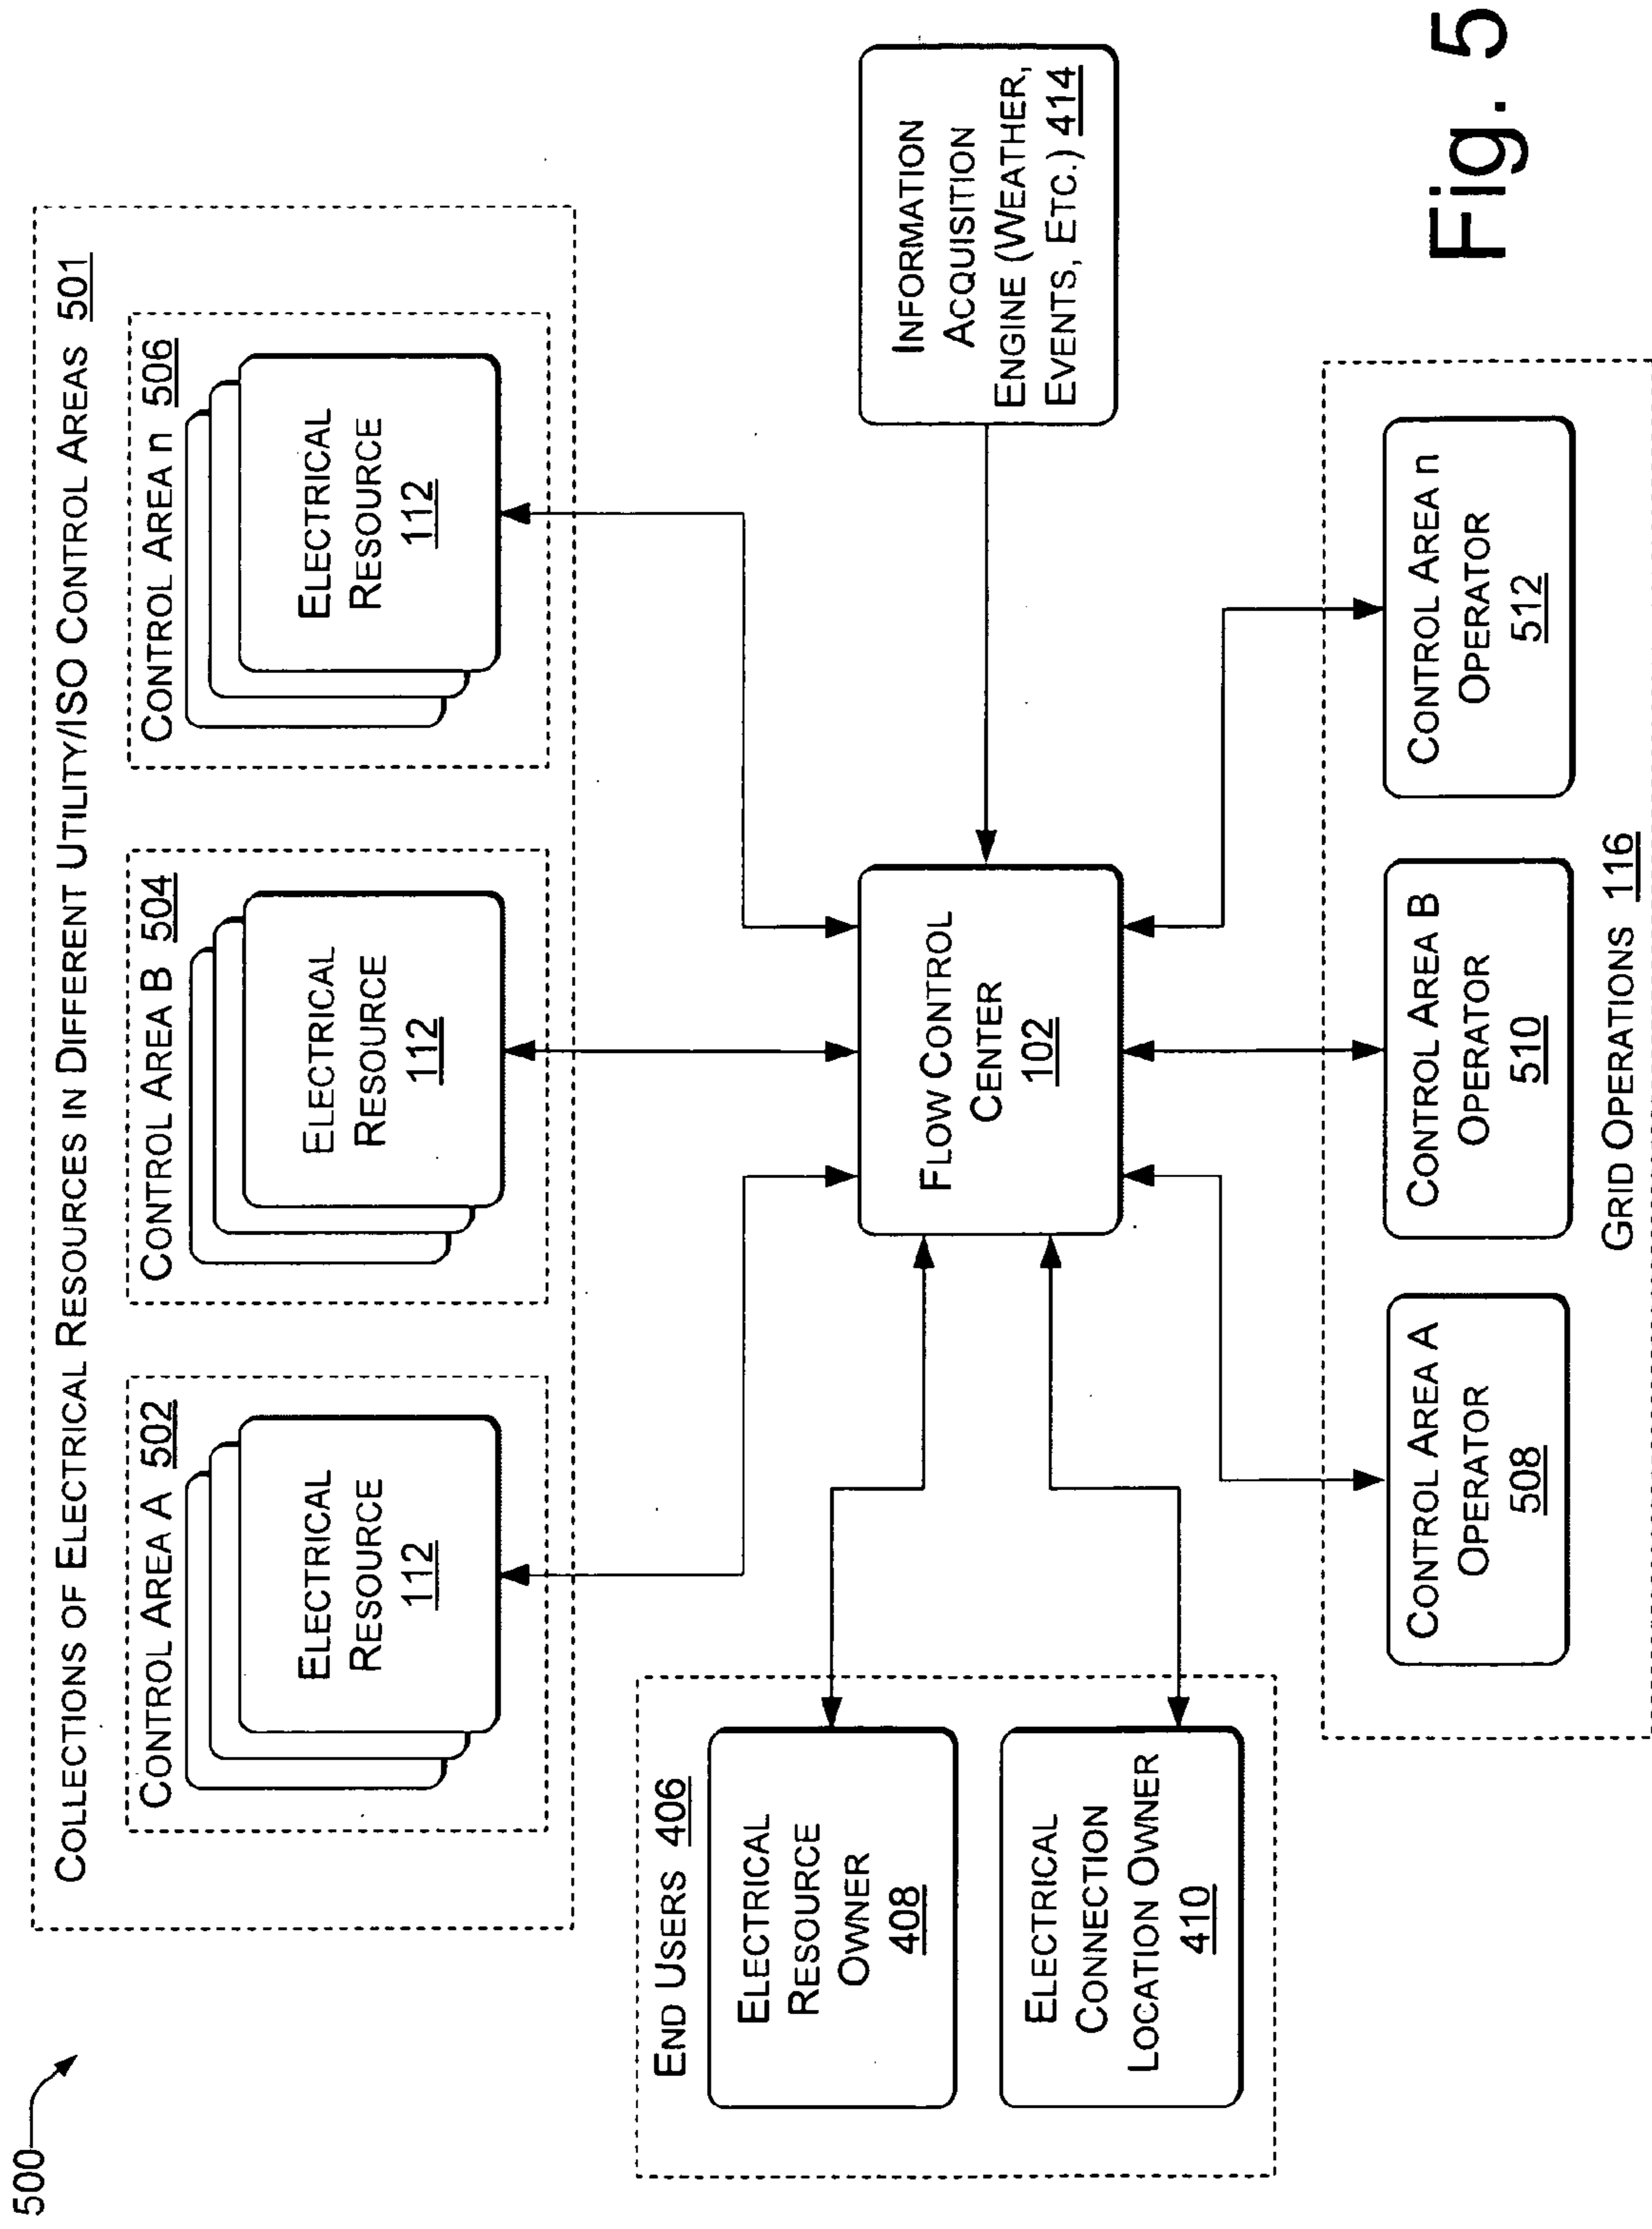 500
COLLECTIONS OF ELECTRICAL RESOURCES IN DIFFERENT UTILITY/ISO CONTROL AREAS 501
CONTROL AREA A 502
ELECTRICAL
RESOURCE
112
CONTROL AREA B 504
ELECTRICAL
RESOURCE
112
CONTROL AREA n 506
ELECTRICAL
RESOURCE
112
END USERS 406
ELECTRICAL
RESOURCE
OWNER
408
ELECTRICAL
CONNECTION
LOCATION OWNER
410
FLOW CONTROL
CENTER
102
INFORMATION
ACQUISITION
ENGINE (WEATHER,
EVENTS, ETC.) 414
CONTROL AREA A
OPERATOR
508
CONTROL AREA B
OPERATOR
510
CONTROL AREA n
OPERATOR
512
GRID OPERATIONS 116
Fig. 5